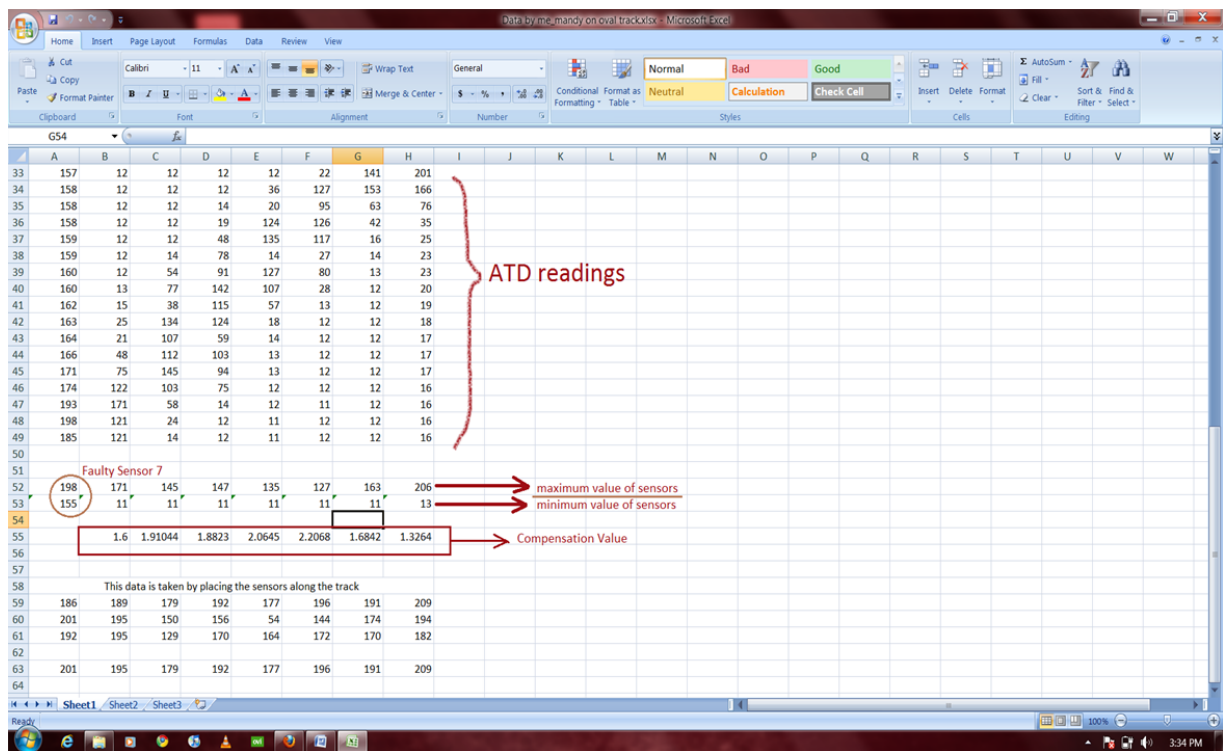 Data by me_mandy on oval track.xlsx - Microsoft Excel
Home Insert Page Layout Formulas Data Review View
Cut
Copy
Format Painter
Paste
Clipboard
Calibri 11
Font
Wrap Text
Merge & Center
Alignment
General
Number
Conditional Formatting
Format as Table
Normal Bad Good
Neutral Calculation Check Cell
Styles
Insert Delete Format
Cells
AutoSum
Fill
Clear
Sort & Filter
Find & Select
Editing
G54 fx
A B C D E F G H I J K L M N O P Q R S T U V W
33 157 12 12 12 12 22 141 201
34 158 12 12 12 36 127 153 166
35 158 12 12 14 20 95 63 76
36 158 12 12 19 124 126 42 35
37 159 12 12 48 135 117 16 25
38 159 12 14 78 14 27 14 23
39 160 12 54 91 127 80 13 23
ATD readings
40 160 13 77 142 107 28 12 20
41 162 15 38 115 57 13 12 19
42 163 25 134 124 18 12 12 18
43 164 21 107 59 14 12 12 17
44 166 48 112 103 13 12 12 17
45 171 75 145 94 13 12 12 17
46 174 122 103 75 12 12 12 16
47 193 171 58 14 12 11 12 16
48 198 121 24 12 11 12 12 16
49 185 121 14 12 11 12 12 16
50
51 Faulty Sensor 7
52 198 171 145 147 135 127 163 206 maximum value of sensors
53 155 11 11 11 11 11 11 13 minimum value of sensors
54
55 1.6 1.91044 1.8823 2.0645 2.2068 1.6842 1.3264 Compensation Value
56
57
58 This data is taken by placing the sensors along the track
59 186 189 179 192 177 196 191 209
60 201 195 150 156 54 144 174 194
61 192 195 129 170 164 172 170 182
62
63 201 195 179 192 177 196 191 209
64
Sheet1 Sheet2 Sheet3
Ready 100%
3:34 PM